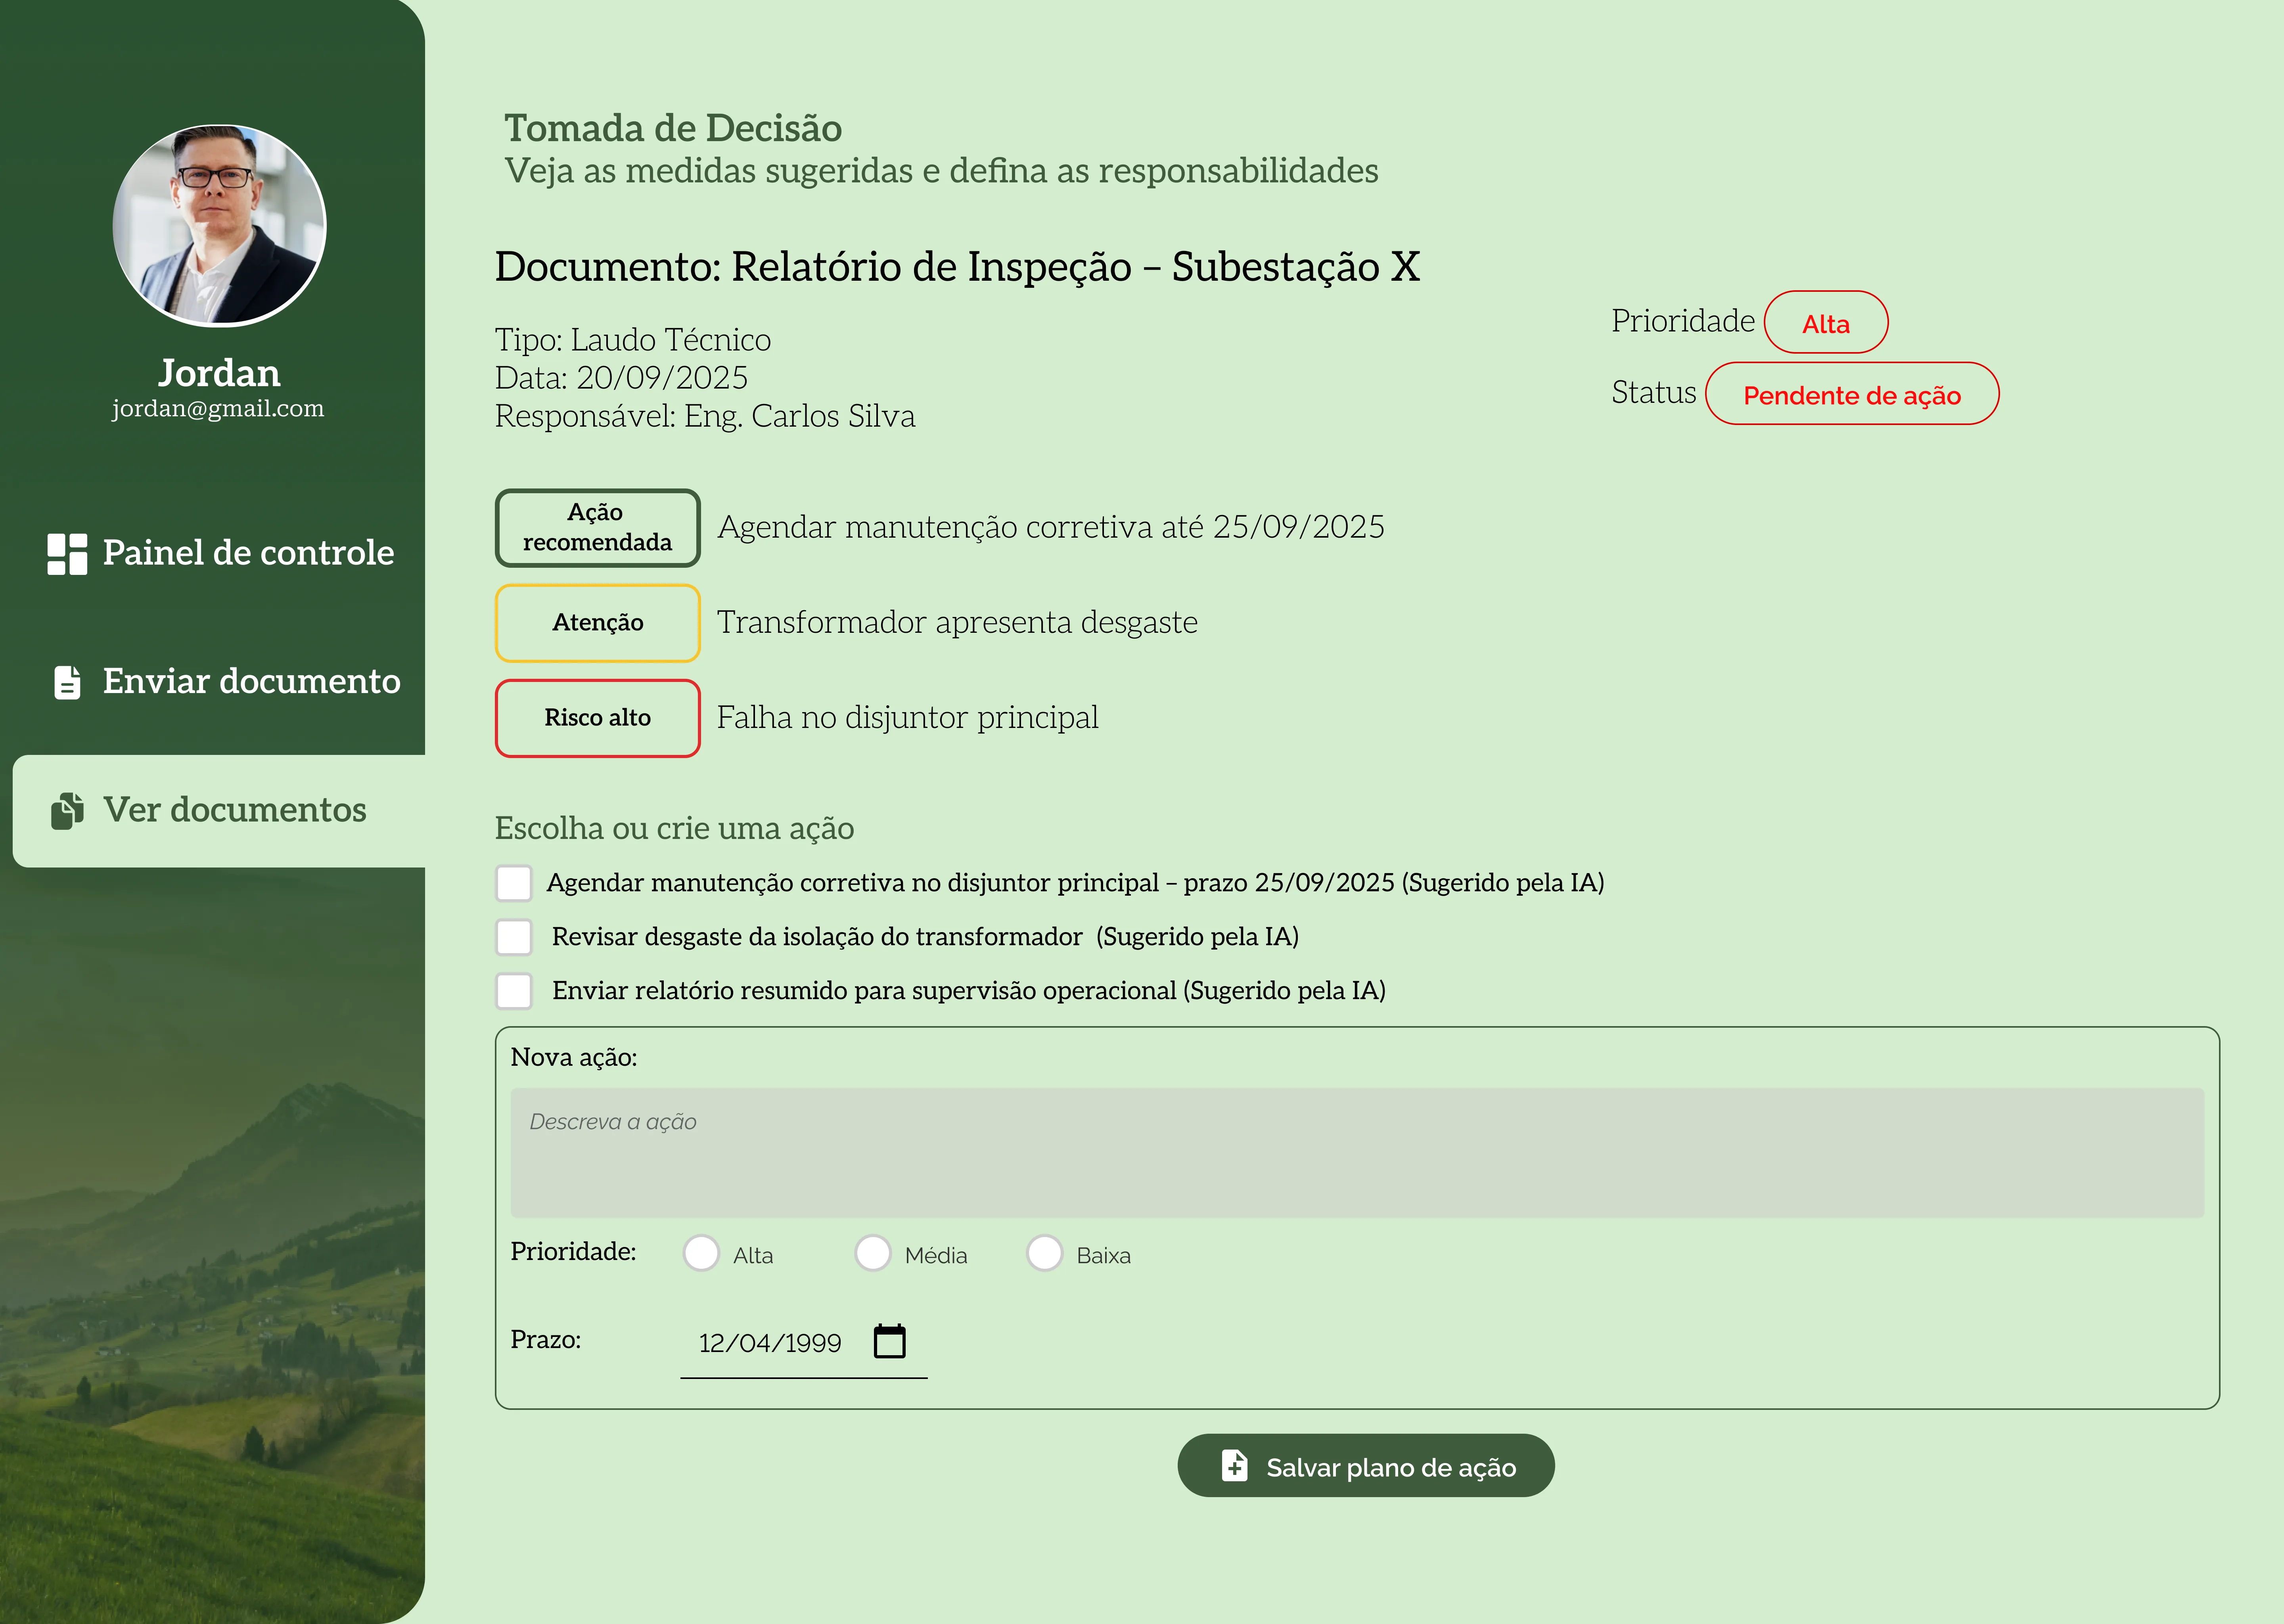 Jordan
jordan@gmail.com
Painel de controle
Enviar documento
Ver documentos
Tomada de Decisão
Veja as medidas sugeridas e defina as responsabilidades
Documento: Relatório de Inspeção – Subestação X
Tipo: Laudo Técnico
Data: 20/09/2025
Responsável: Eng. Carlos Silva
Prioridade Alta
Status Pendente de ação
Ação
recomendada
Agendar manutenção corretiva até 25/09/2025
Atenção Transformador apresenta desgaste
Risco alto Falha no disjuntor principal
Escolha ou crie uma ação
Agendar manutenção corretiva no disjuntor principal – prazo 25/09/2025 (Sugerido pela IA)
Revisar desgaste da isolação do transformador (Sugerido pela IA)
Enviar relatório resumido para supervisão operacional (Sugerido pela IA)
Nova ação:
Descreva a ação
Prioridade: Alta Média Baixa
Prazo: 12/04/1999
Salvar plano de ação